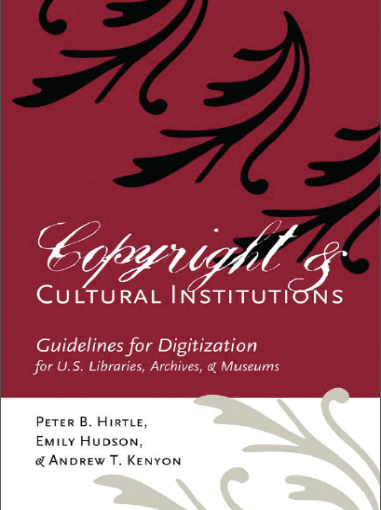 Copyright &
CULTURAL INSTITUTIONS
Guidelines for Digitization
for U.S. Libraries, Archives, & Museums
PETER B. HIRTLE,
EMILY HUDSON,
& ANDREW T. KENYON